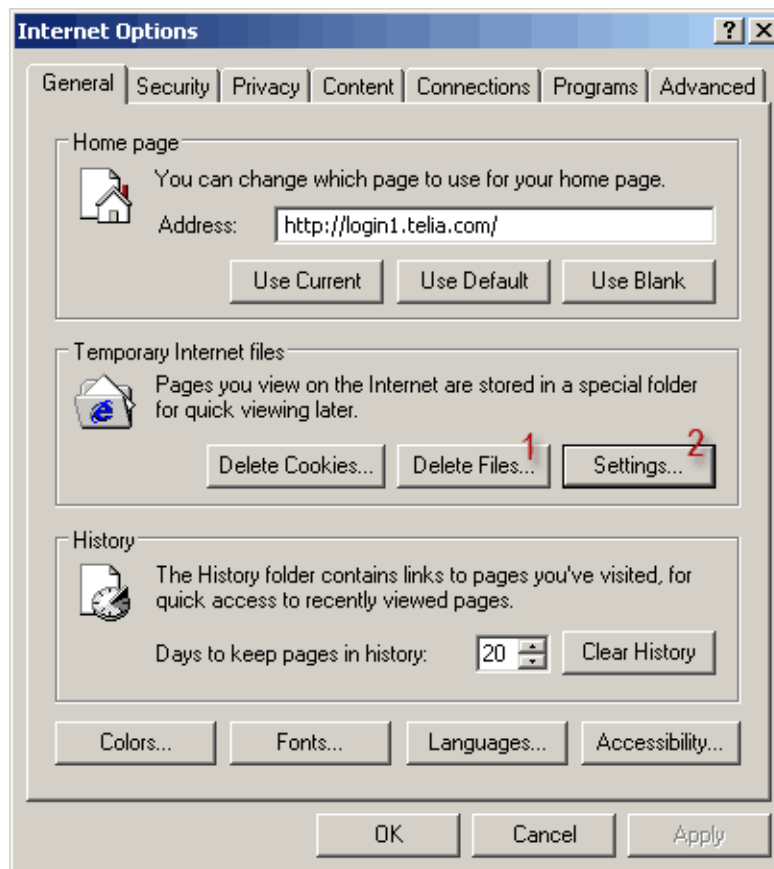 Internet Options
General Security Privacy Content Connections Programs Advanced
Home page
You can change which page to use for your home page.
Address: http://login1.telia.com/
Use Current Use Default Use Blank
Temporary Internet files
Pages you view on the Internet are stored in a special folder
for quick viewing later.
Delete Cookies... Delete Files... 1 Settings... 2
History
The History folder contains links to pages you've visited, for
quick access to recently viewed pages.
Days to keep pages in history: 20 Clear History
Colors... Fonts... Languages... Accessibility...
OK Cancel Apply